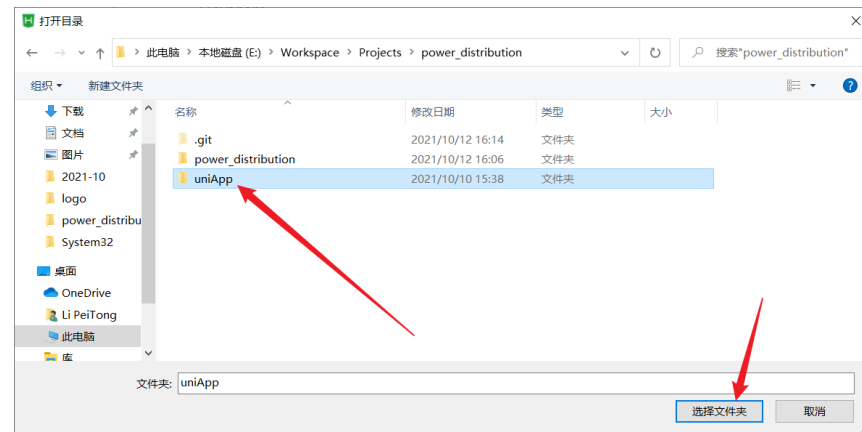 打开目录
此电脑 > 本地磁盘 (E:) > Workspace > Projects > power_distribution
搜索"power_distribution"
组织 新建文件夹
名称 修改日期 类型 大小
下载
文档
图片
2021-10
logo
power_distribu
System32
桌面
OneDrive
Li PeiTong
此电脑
库
.git 2021/10/12 16:14 文件夹
power_distribution 2021/10/12 16:06 文件夹
uniApp 2021/10/10 15:38 文件夹
文件夹: uniApp
选择文件夹 取消